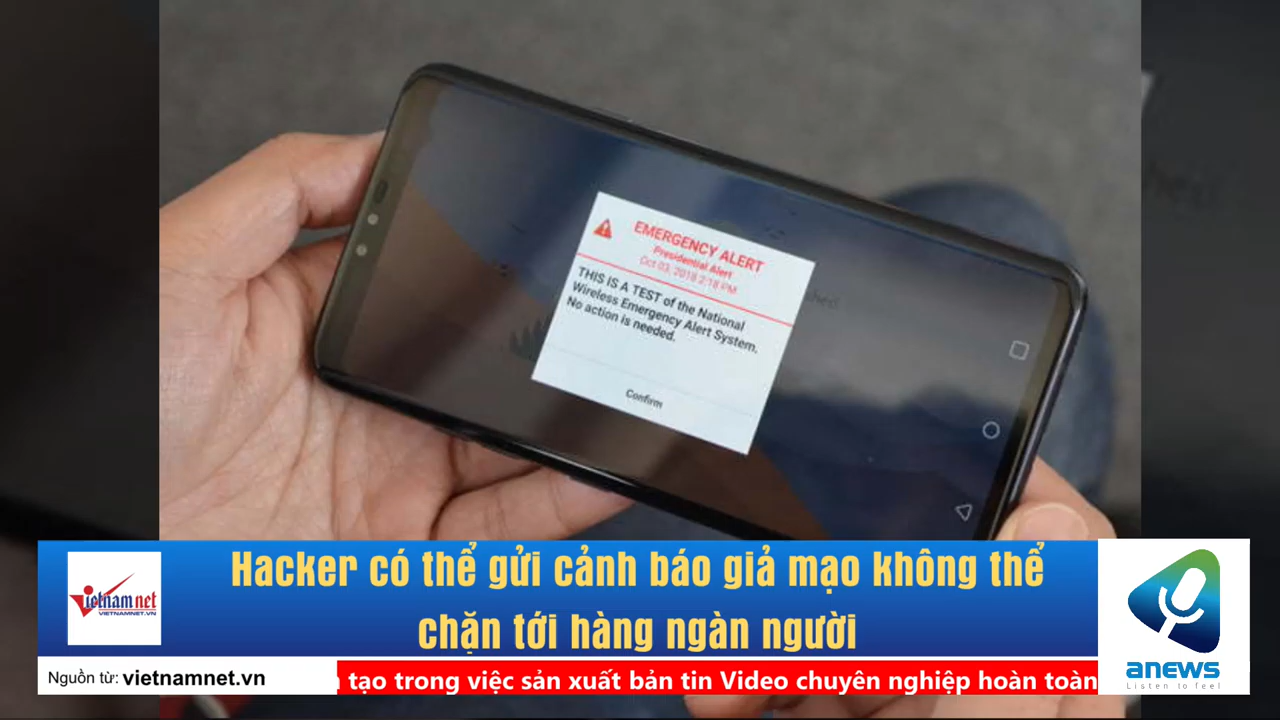 EMERGENCY ALERT
Presidential Alert
Oct 03, 2018 2:18 PM
THIS IS A TEST of the National
Wireless Emergency Alert System.
No action is needed.
Confirm
Hacker có thể gửi cảnh báo giả mạo không thể
chặn tới hàng ngàn người
Vietnamnet
VIETNAMNET.VN
Nguồn từ: vietnamnet.vn
tạo trong việc sản xuất bản tin Video chuyên nghiệp hoàn toàn
anews
Listen to feel